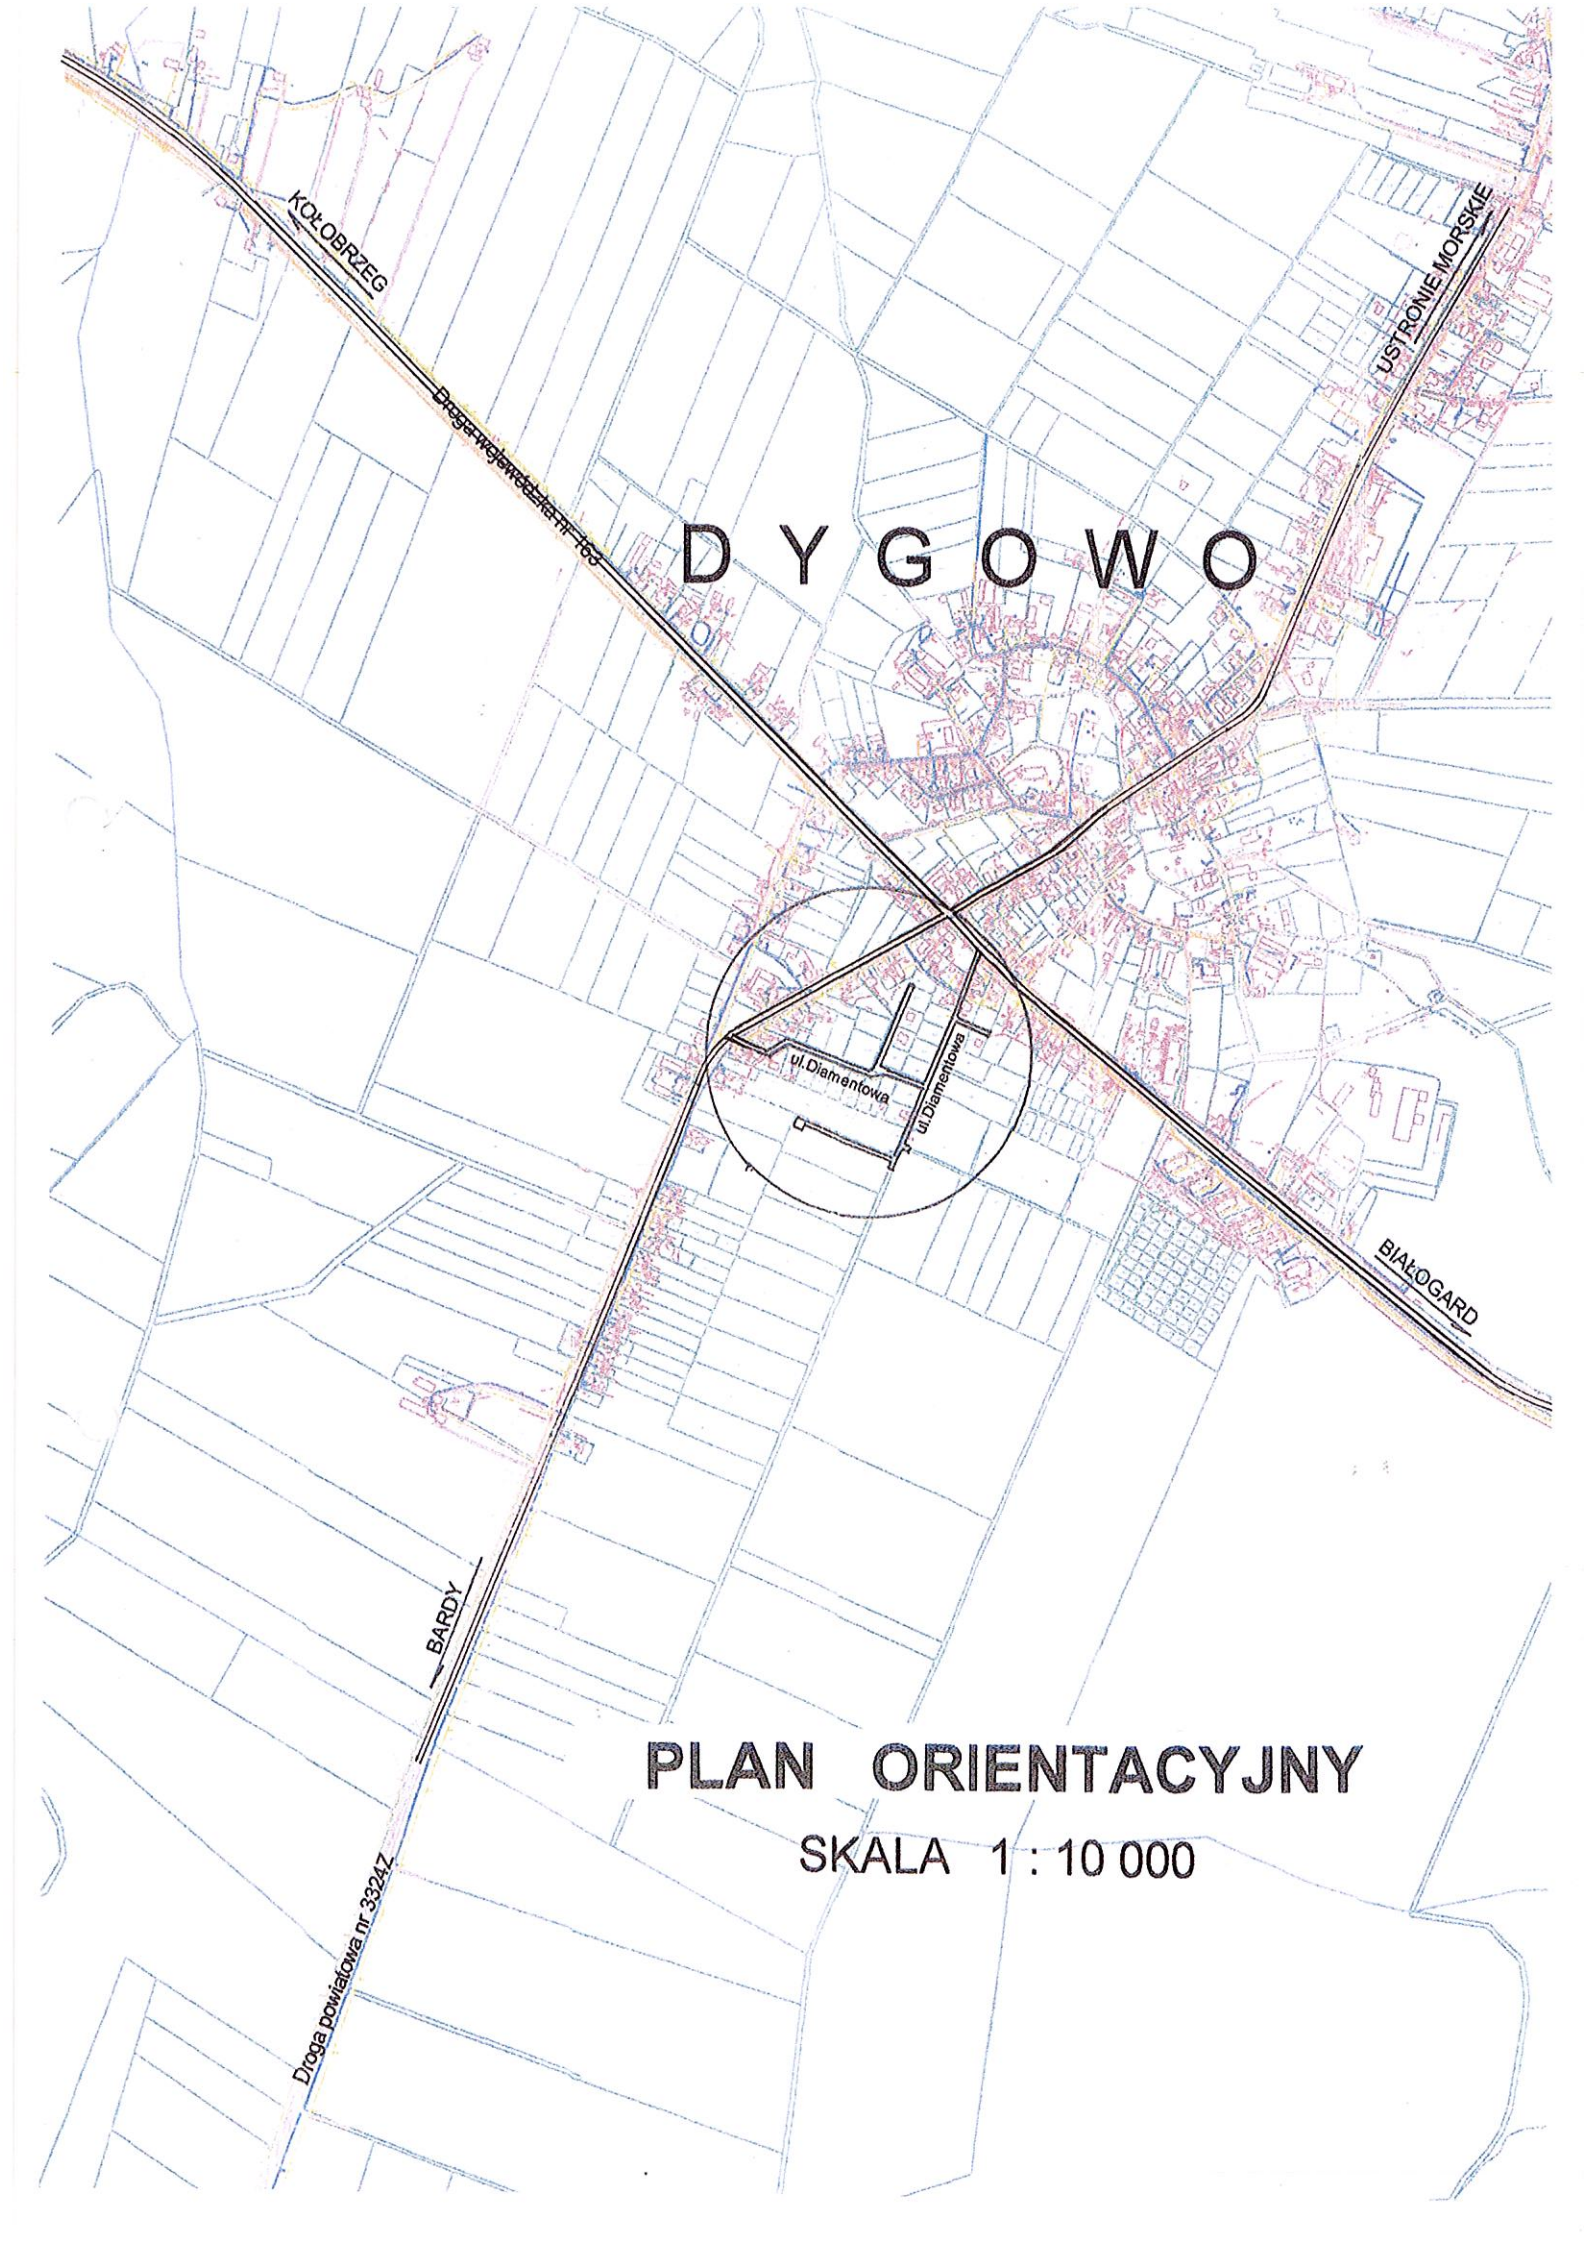 KOŁOBRZEG
USTRONIE MORSKIE
Droga wojewódzka nr 163
DYGOWO
ul.Diamentowa
ul.Diamentowa
BIAŁOGARD
BARDY
PLAN ORIENTACYJNY
SKALA 1 : 10 000
Droga powiatowa nr 3324Z